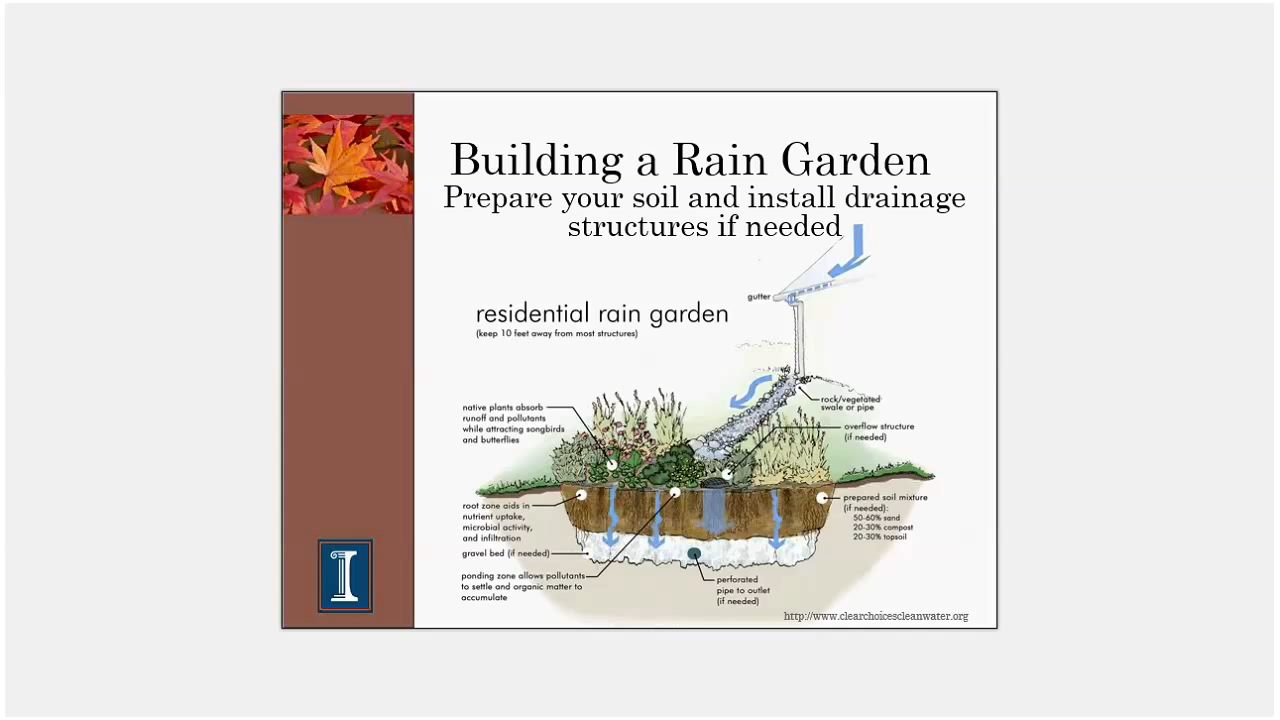 Building a Rain Garden
Prepare your soil and install drainage
structures if needed
gutter
residential rain garden
(keep 10 feet away from most structures)
rock/vegetated
swale or pipe
native plants absorb
runoff and pollutants
while attracting songbirds
and butterflies
overflow structure
(if needed)
root zone aids in
nutrient uptake,
microbial activity,
and infiltration
prepared soil mixture
(if needed):
50-60% sand
20-30% compost
20-30% topsoil
gravel bed (if needed)
ponding zone allows pollutants
to settle and organic matter to
accumulate
perforated
pipe to outlet
(if needed)
http://www.clearchoicescleanwater.org
I